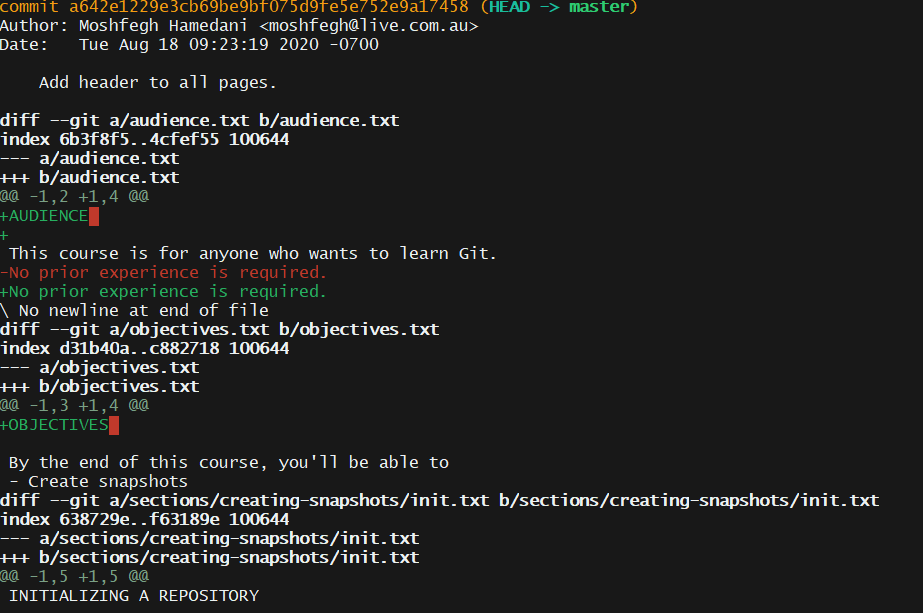 commit a642e1229e3cb69be9bf075d9fe5e752e9a17458 (HEAD -> master)
Author: Moshfegh Hamedani <moshfegh@live.com.au>
Date:   Tue Aug 18 09:23:19 2020 -0700

    Add header to all pages.

diff --git a/audience.txt b/audience.txt
index 6b3f8f5..4cfef55 100644
--- a/audience.txt
+++ b/audience.txt
@@ -1,2 +1,4 @@
+AUDIENCE
+
 This course is for anyone who wants to learn Git.
-No prior experience is required.
+No prior experience is required.
\ No newline at end of file
diff --git a/objectives.txt b/objectives.txt
index d31b40a..c882718 100644
--- a/objectives.txt
+++ b/objectives.txt
@@ -1,3 +1,4 @@
+OBJECTIVES

 By the end of this course, you'll be able to
 - Create snapshots
diff --git a/sections/creating-snapshots/init.txt b/sections/creating-snapshots/init.txt
index 638729e..f63189e 100644
--- a/sections/creating-snapshots/init.txt
+++ b/sections/creating-snapshots/init.txt
@@ -1,5 +1,5 @@
 INITIALIZING A REPOSITORY